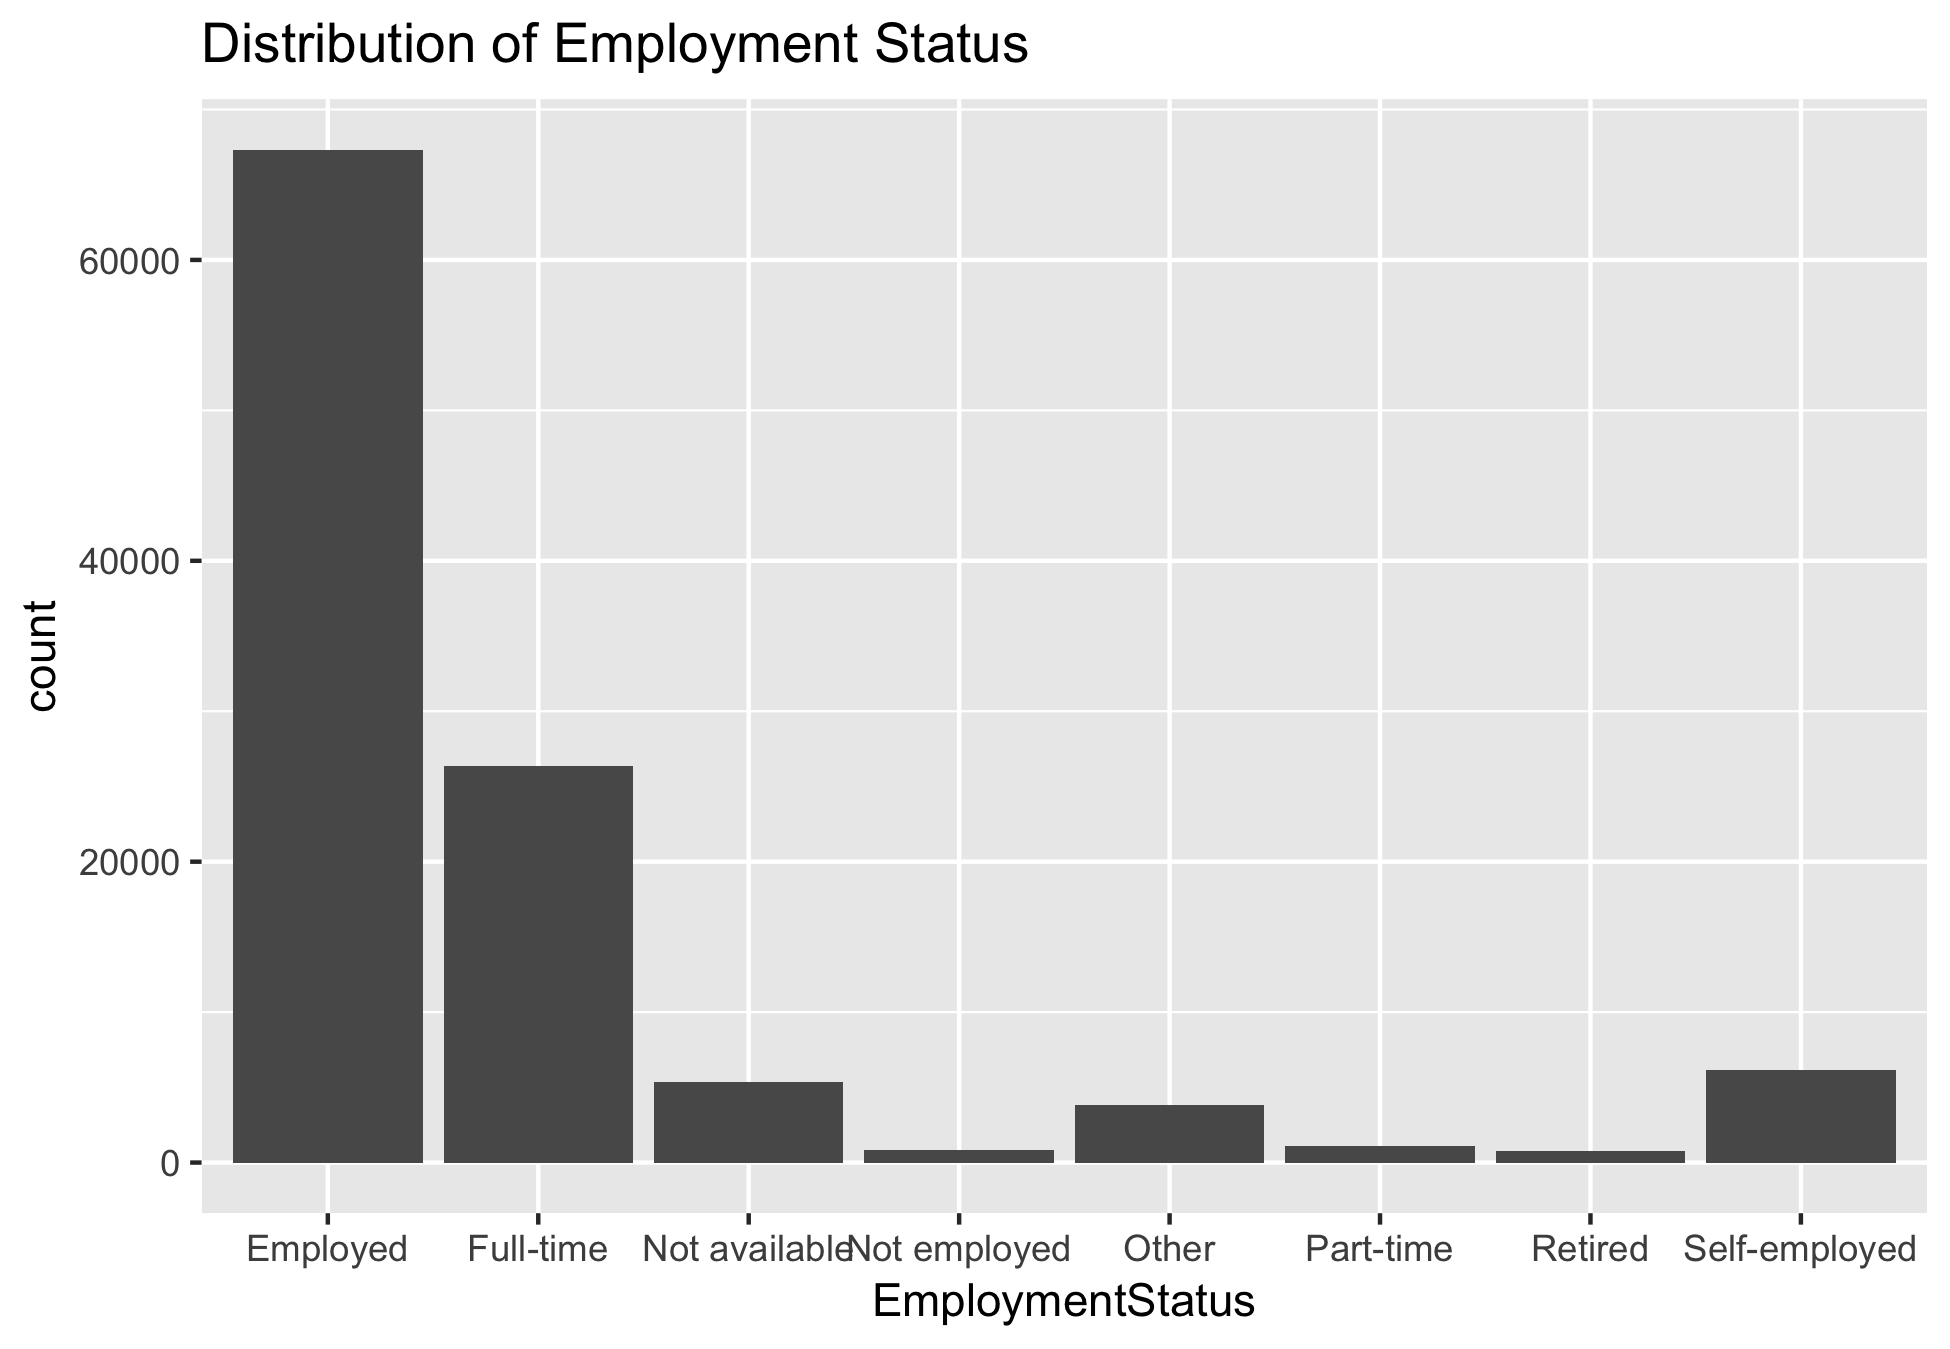 Distribution of Employment Status
count
60000
40000
20000
0
Employed Full-time Not available Not employed Other Part-time Retired Self-employed
EmploymentStatus